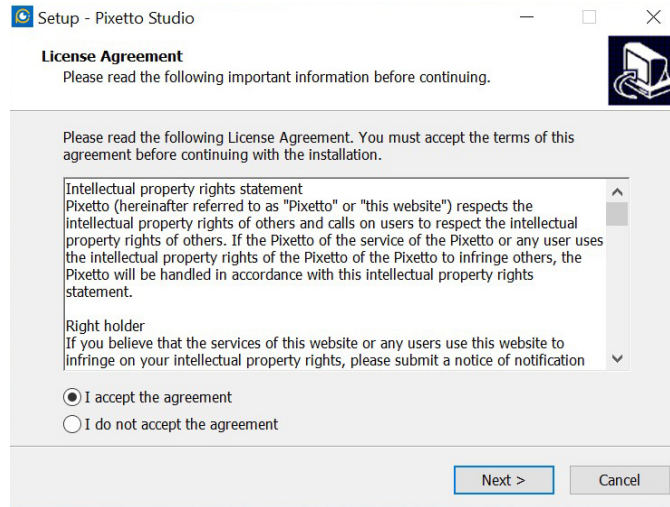 Setup - Pixetto Studio
License Agreement
Please read the following important information before continuing.
Please read the following License Agreement. You must accept the terms of this
agreement before continuing with the installation.
Intellectual property rights statement
Pixetto (hereinafter referred to as "Pixetto" or "this website") respects the
intellectual property rights of others and calls on users to respect the intellectual
property rights of others. If the Pixetto of the service of the Pixetto or any user uses
the intellectual property rights of the Pixetto of the Pixetto to infringe others, the
Pixetto will be handled in accordance with this intellectual property rights
statement.
Right holder
If you believe that the services of this website or any users use this website to
infringe on your intellectual property rights, please submit a notice of notification
I accept the agreement
I do not accept the agreement
Next >
Cancel